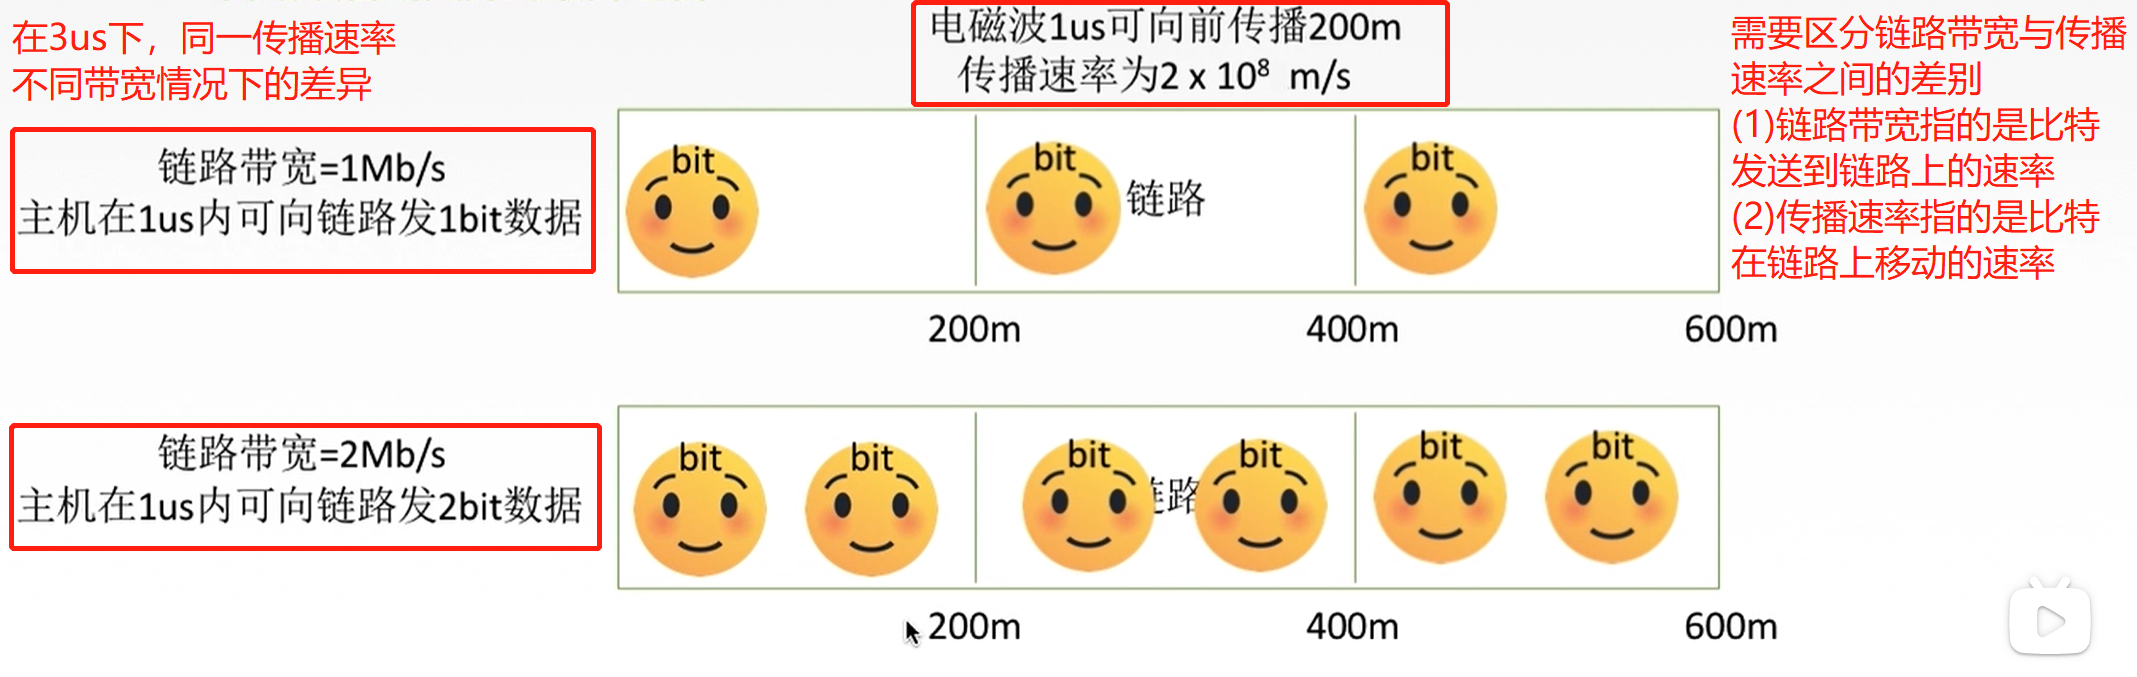 在3us下，同一传播速率
不同带宽情况下的差异
电磁波1us可向前传播200m
传播速率为2 x 10⁸ m/s
需要区分链路带宽与传播
速率之间的差别
(1)链路带宽指的是比特
发送到链路上的速率
(2)传播速率指的是比特
在链路上移动的速率
链路带宽=1Mb/s
主机在1us内可向链路发1bit数据
bit
bit
链路
bit
200m
400m
600m
链路带宽=2Mb/s
主机在1us内可向链路发2bit数据
bit
bit
bit
路
bit
bit
bit
200m
400m
600m